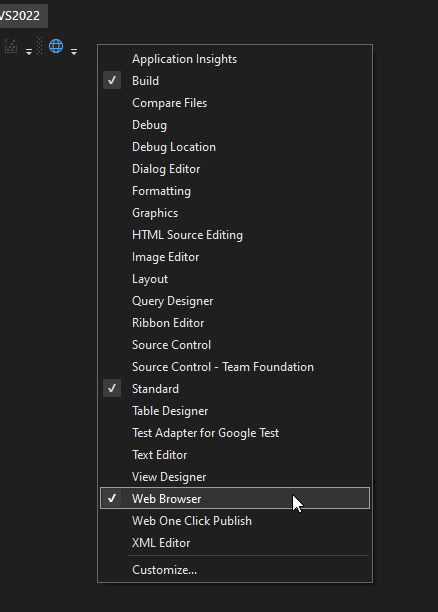 VS2022
Application Insights
Build
Compare Files
Debug
Debug Location
Dialog Editor
Formatting
Graphics
HTML Source Editing
Image Editor
Layout
Query Designer
Ribbon Editor
Source Control
Source Control - Team Foundation
Standard
Table Designer
Test Adapter for Google Test
Text Editor
View Designer
Web Browser
Web One Click Publish
XML Editor
Customize...